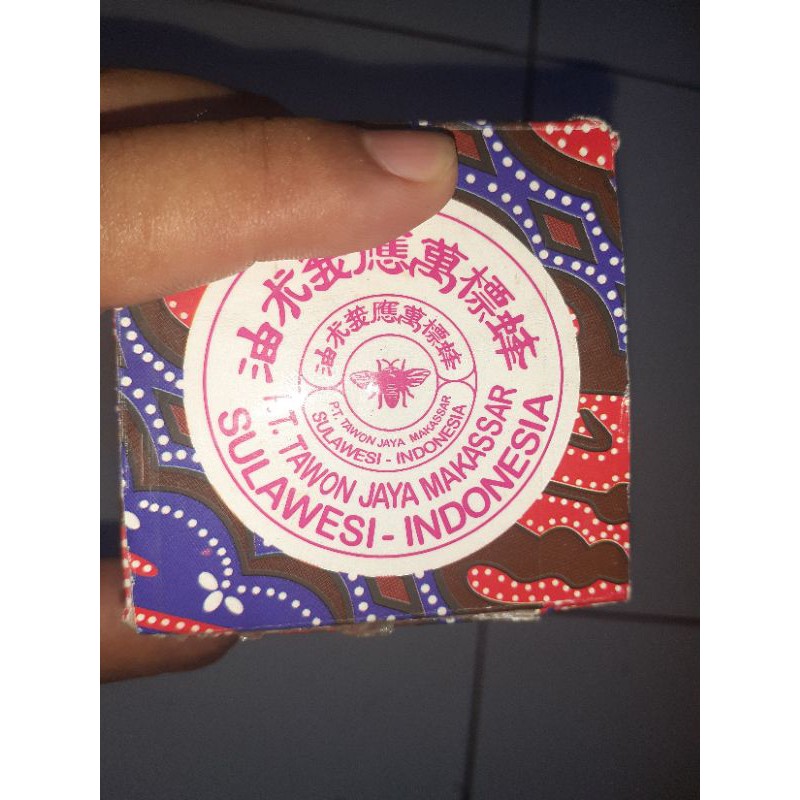 蜂標萬應莪朮油
P.T. TAWON JAYA MAKASSAR
SULAWESI - INDONESIA
蜂標萬應莪朮油
P.T. TAWON JAYA MAKASSAR
SULAWESI - INDONESIA